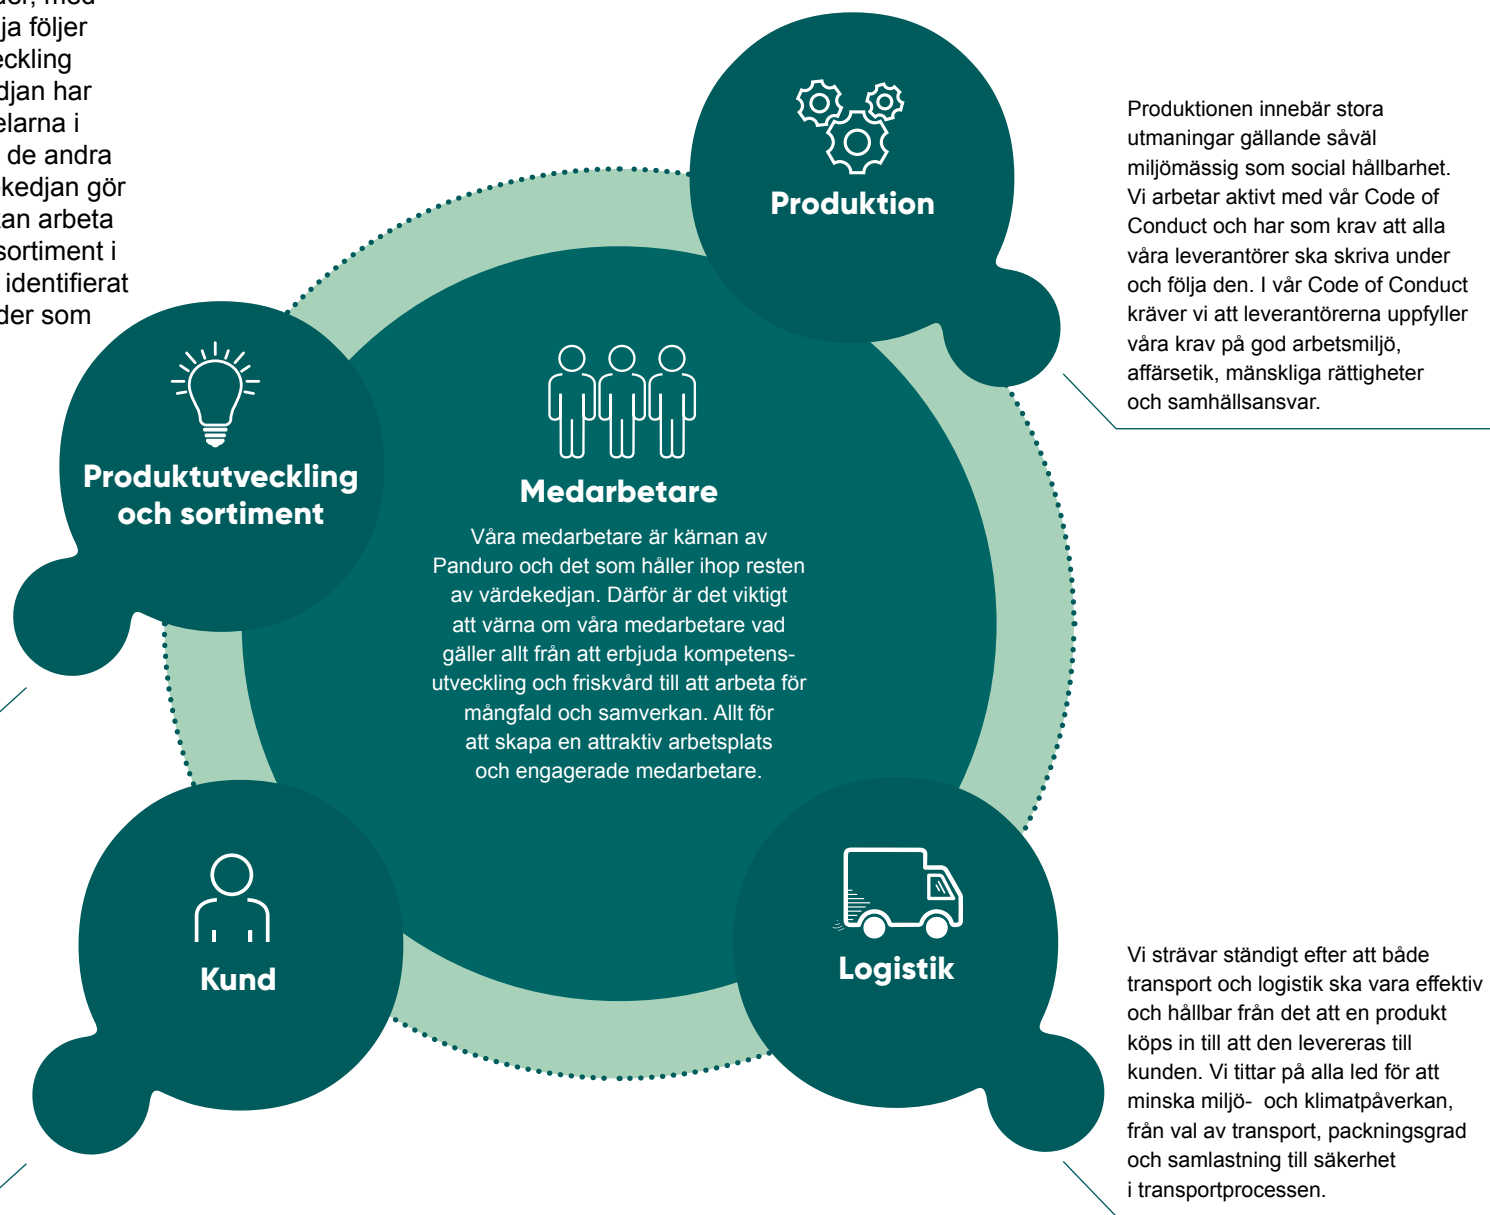 ja följer
djan har
i
de andra
gör
kan arbeta
sortiment i
identifierat
som
Produktion
Produktionen innebär stora
utmaningar gällande såväl
miljömässig som social hållbarhet.
Vi arbetar aktivt med vår Code of
Conduct och har som krav att alla
våra leverantörer ska skriva under
och följa den. I vår Code of Conduct
kräver vi att leverantörerna uppfyller
våra krav på god arbetsmiljö,
affärsetik, mänskliga rättigheter
och samhällsansvar.
Produktutveckling
och sortiment
Medarbetare
Våra medarbetare är kärnan av
Panduro och det som håller ihop resten
av värdekedjan. Därför är det viktigt
att värna om våra medarbetare vad
gäller allt från att erbjuda kompetens-
utveckling och friskvård till att arbeta för
mångfald och samverkan. Allt för
att skapa en attraktiv arbetsplats
och engagerade medarbetare.
Kund
Logistik
Vi strävar ständigt efter att både
transport och logistik ska vara effektiv
och hållbar från det att en produkt
köps in till att den levereras till
kunden. Vi tittar på alla led för att
minska miljö- och klimatpåverkan,
från val av transport, packningsgrad
och samlastning till säkerhet
i transportprocessen.